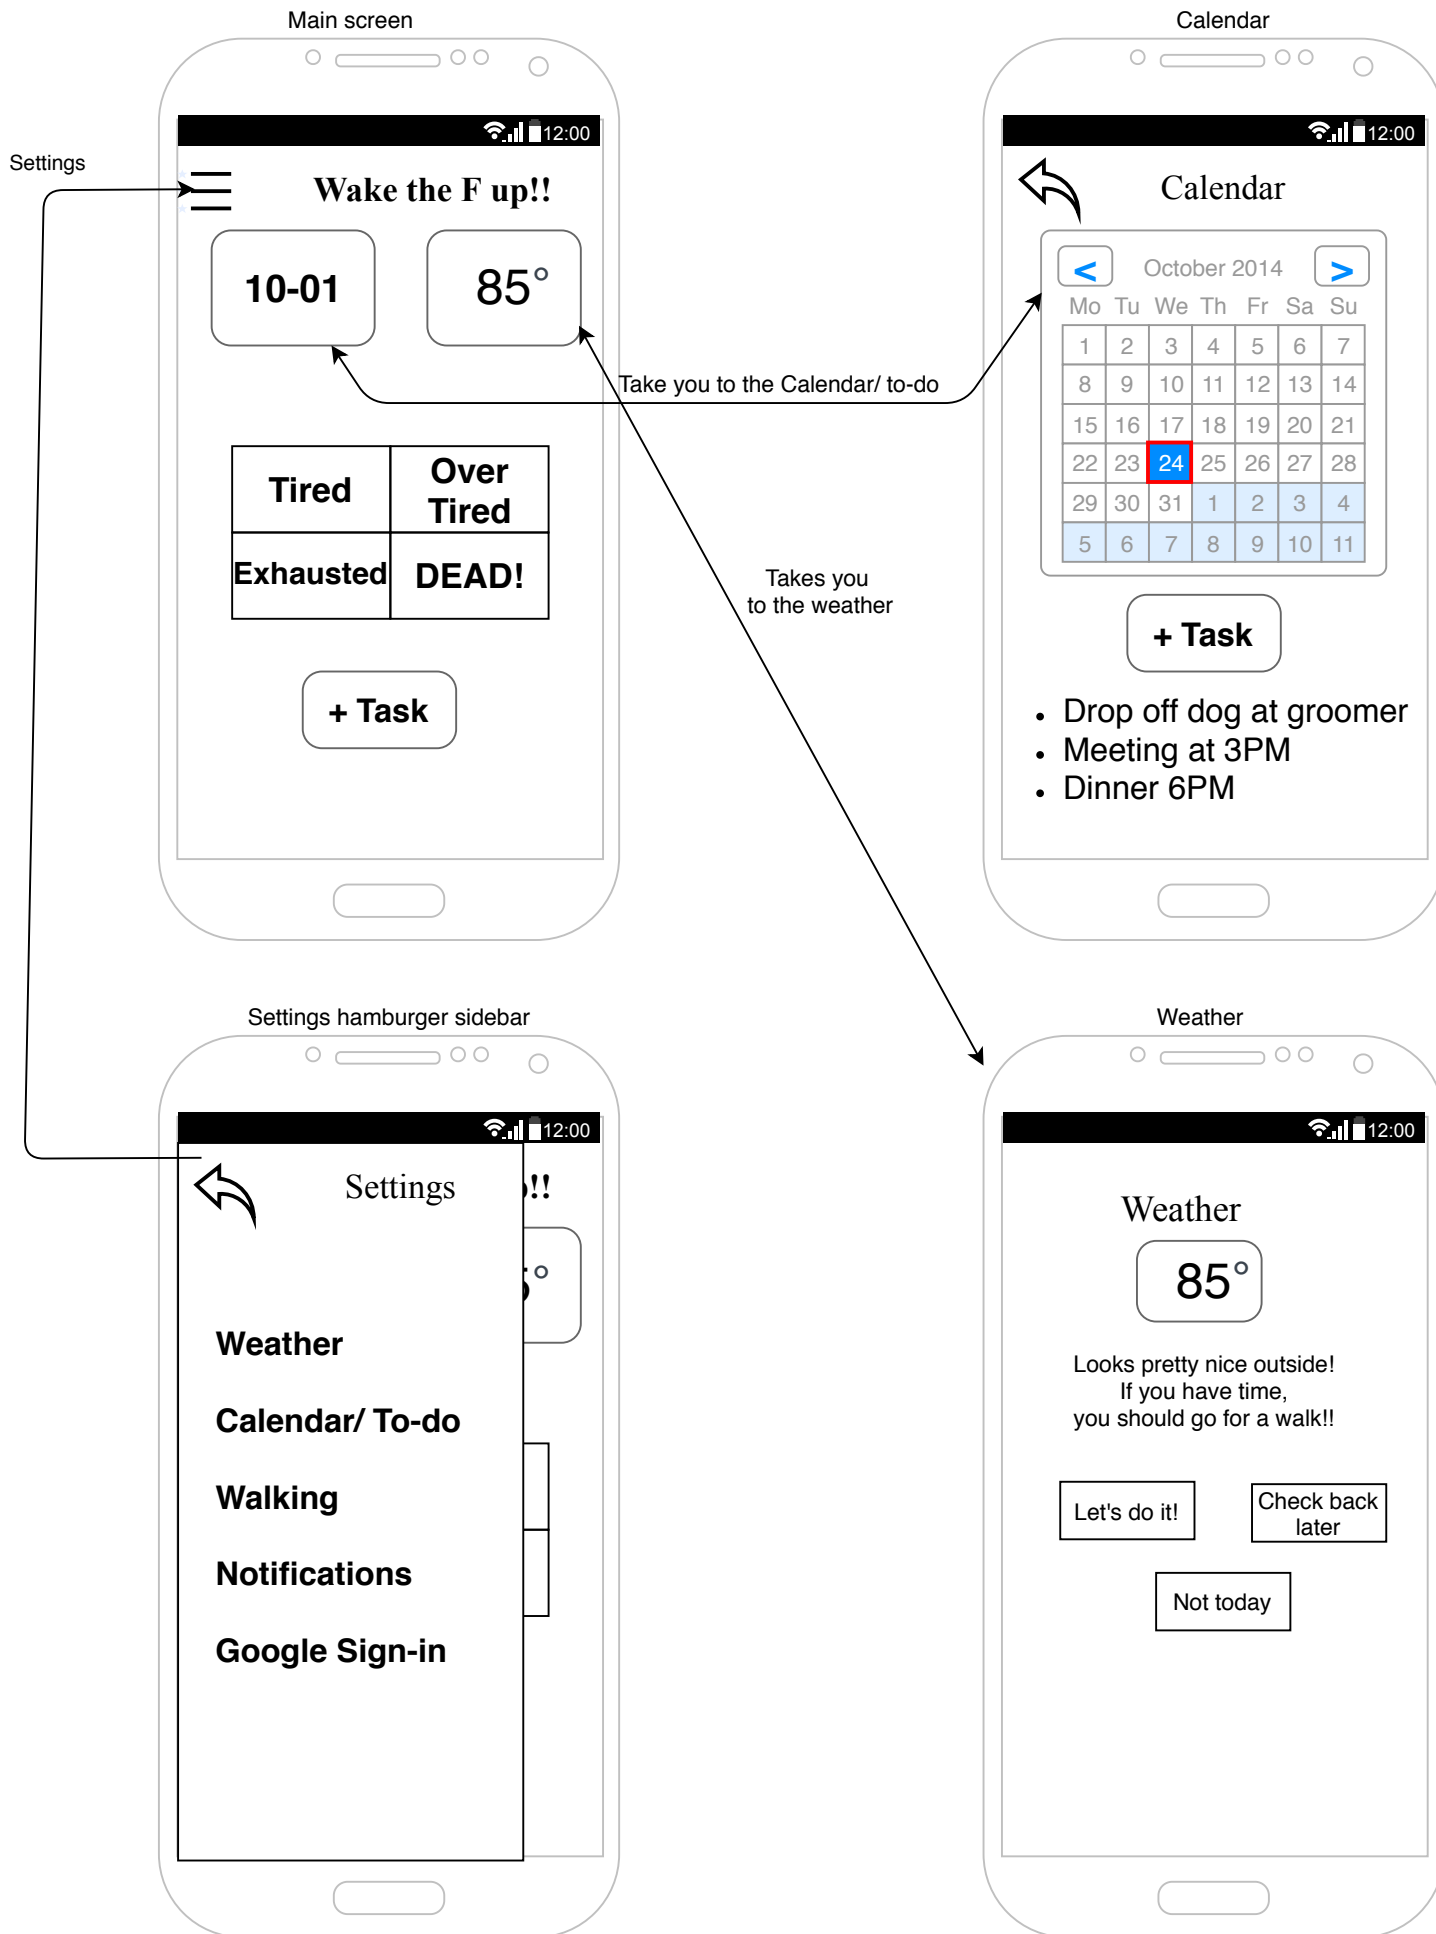 Main screen
12:00
Settings
Wake the F up!!
10-01
85°
Tired
Over
Tired
Exhausted
DEAD!
+ Task
Take you to the Calendar/ to-do
Takes you
to the weather
Calendar
12:00
Calendar
< October 2014 >
Mo Tu We Th Fr Sa Su
1 2 3 4 5 6 7
8 9 10 11 12 13 14
15 16 17 18 19 20 21
22 23 24 25 26 27 28
29 30 31 1 2 3 4
5 6 7 8 9 10 11
+ Task
• Drop off dog at groomer
• Meeting at 3PM
• Dinner 6PM
Settings hamburger sidebar
12:00
Settings
!!
°
Weather
Calendar/ To-do
Walking
Notifications
Google Sign-in
Weather
12:00
Weather
85°
Looks pretty nice outside!
If you have time,
you should go for a walk!!
Let's do it!
Check back
later
Not today